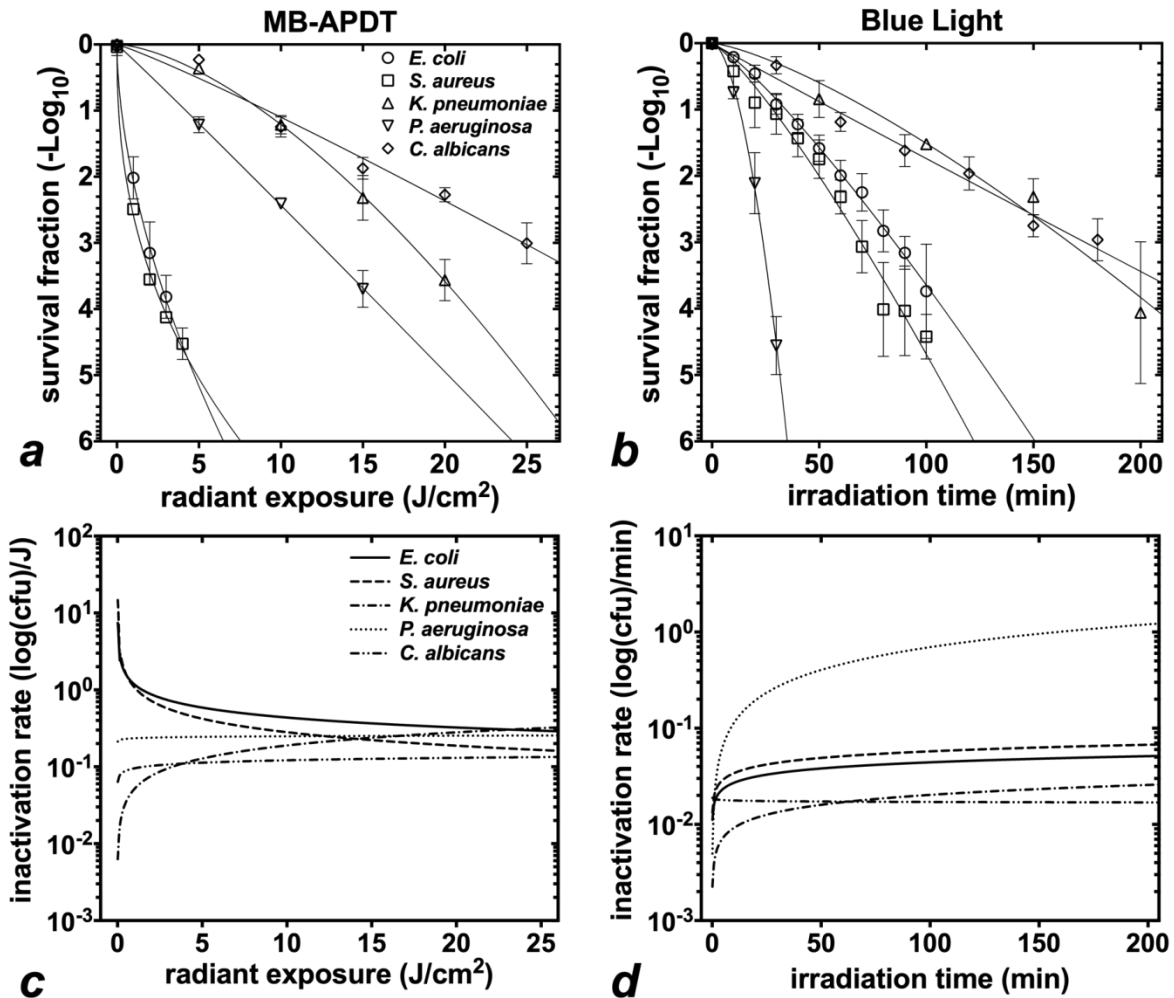 MB-APDT
survival fraction (-Log10)
0
1
2
3
4
5
6
E. coli
S. aureus
K. pneumoniae
P. aeruginosa
C. albicans
0 5 10 15 20 25
radiant exposure (J/cm2)
a
Blue Light
survival fraction (-Log10)
0
1
2
3
4
5
6
0 50 100 150 200
irradiation time (min)
b
inactivation rate (log(cfu)/J)
10^2
10^1
10^0
10^-1
10^-2
10^-3
E. coli
S. aureus
K. pneumoniae
P. aeruginosa
C. albicans
0 5 10 15 20 25
radiant exposure (J/cm2)
c
inactivation rate (log(cfu)/min)
10^1
10^0
10^-1
10^-2
10^-3
0 50 100 150 200
irradiation time (min)
d